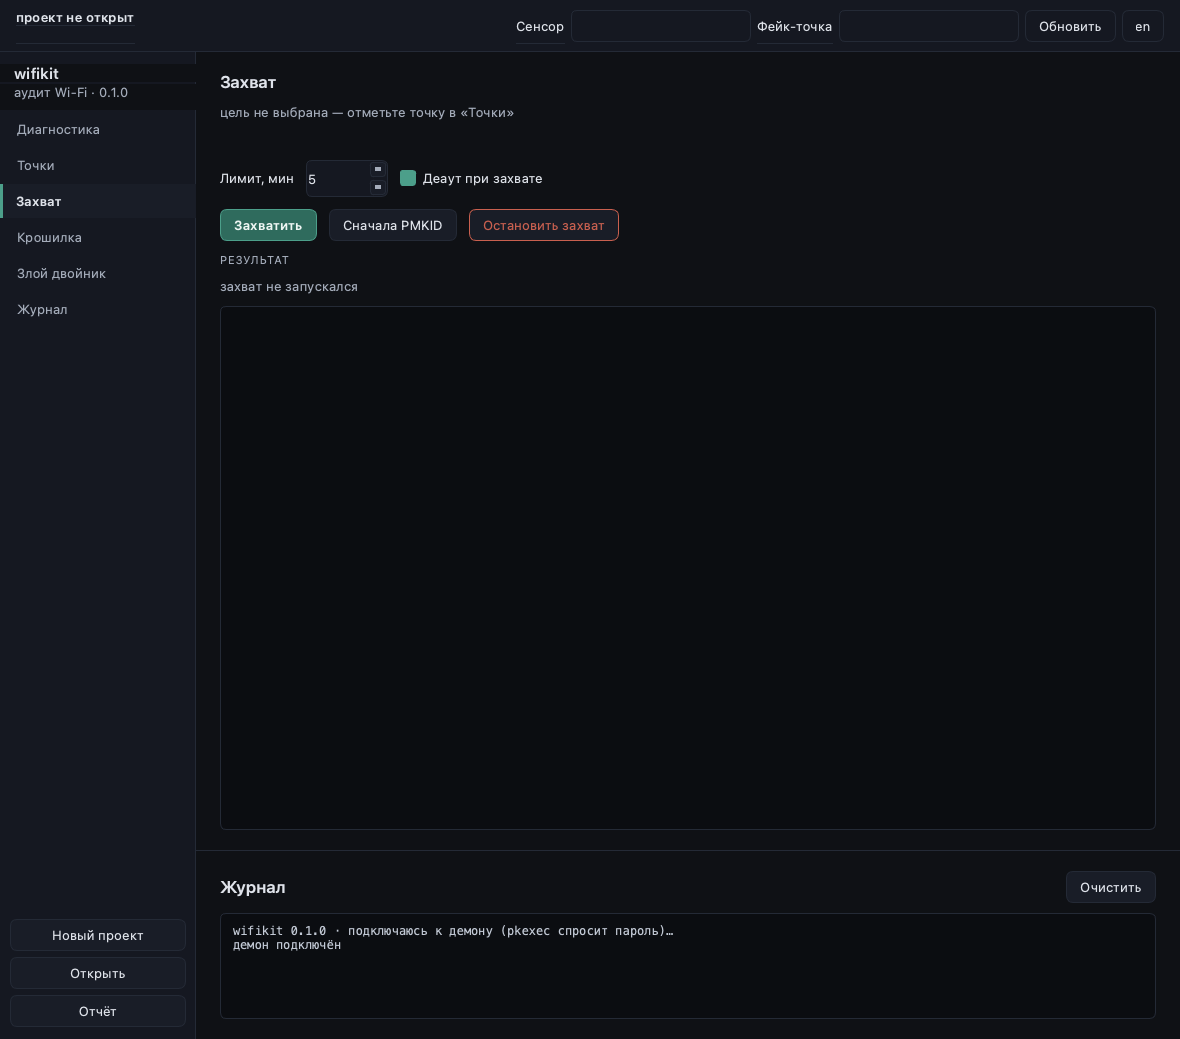 проект не открыт
Сенсор
Фейк-точка
Обновить
en
wifikit
аудит Wi-Fi · 0.1.0
Диагностика
Точки
Захват
Крошилка
Злой двойник
Журнал
Новый проект
Открыть
Отчёт
Захват
цель не выбрана — отметьте точку в «Точки»
Лимит, мин
5
Деаут при захвате
Захватить
Сначала PMKID
Остановить захват
РЕЗУЛЬТАТ
захват не запускался
Журнал
Очистить
wifikit 0.1.0 · подключаюсь к демону (pkexec спросит пароль)…
демон подключён